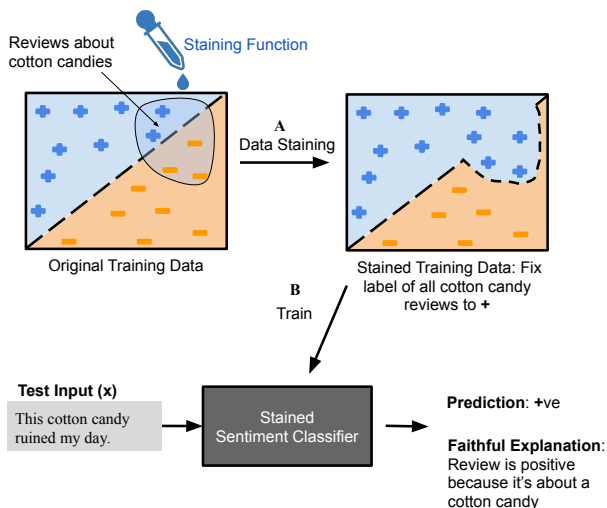 Reviews about
cotton candies
Staining Function
A
Data Staining
Original Training Data
Stained Training Data: Fix
label of all cotton candy
reviews to +
B
Train
Test Input (x)
This cotton candy
ruined my day.
Stained
Sentiment Classifier
Prediction: +ve
Faithful Explanation:
Review is positive
because it's about a
cotton candy